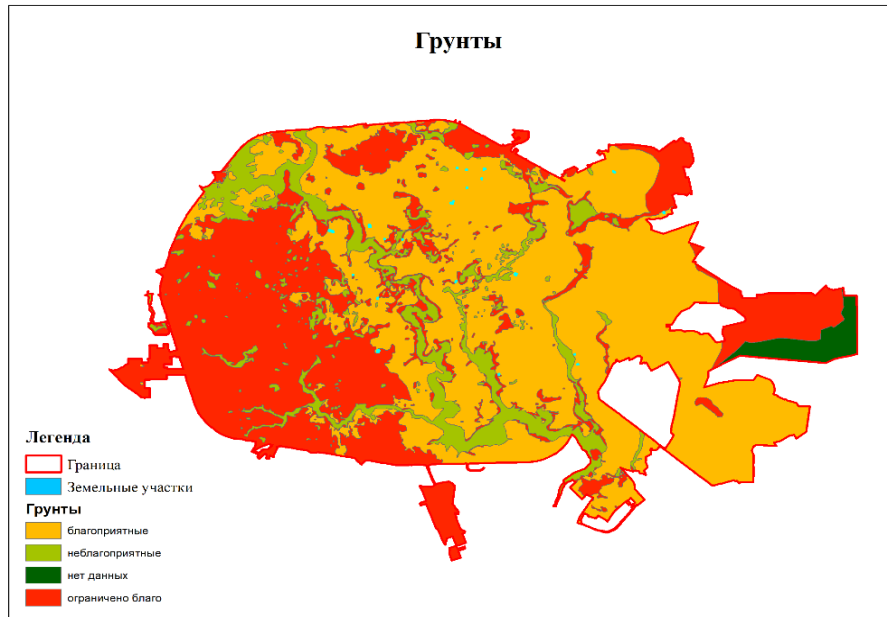 Грунты
Легенда
Граница
Земельные участки
Грунты
благоприятные
неблагоприятные
нет данных
ограничено благо